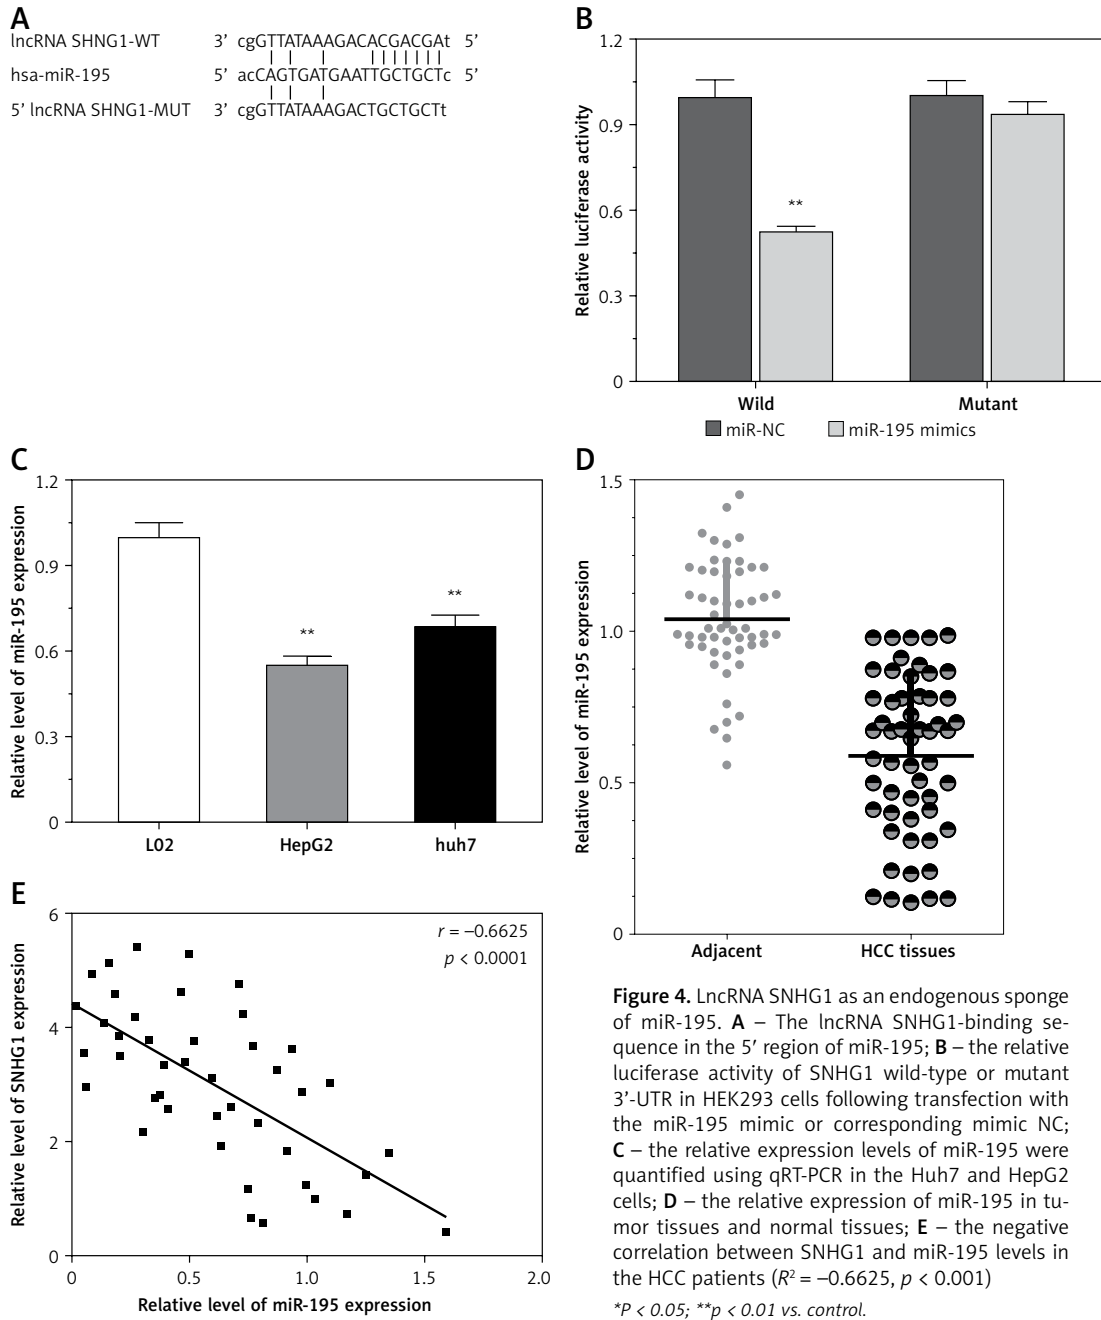 A
lncRNA SHNG1-WT 3' cgGTTATAAAGACACGACGAt 5'
hsa-miR-195 5' acCAGTGATGAATTGCTGCTc 5'
5' lncRNA SHNG1-MUT 3' cgGTTATAAAGACTGCTGCTt
B
Relative luciferase activity
1.2
0.9
0.6
0.3
0
**
Wild Mutant
miR-NC miR-195 mimics
C
Relative level of miR-195 expression
1.2
0.9
0.6
0.3
0
**
**
L02 HepG2 huh7
D
Relative level of miR-195 expression
1.5
1.0
0.5
0
Adjacent HCC tissues
E
Relative level of SNHG1 expression
6
4
2
0
r = –0.6625
p < 0.0001
0 0.5 1.0 1.5 2.0
Relative level of miR-195 expression
Figure 4. LncRNA SNHG1 as an endogenous sponge
of miR-195. A – The lncRNA SNHG1-binding se-
quence in the 5′ region of miR-195; B – the relative
luciferase activity of SNHG1 wild-type or mutant
3′-UTR in HEK293 cells following transfection with
the miR-195 mimic or corresponding mimic NC;
C – the relative expression levels of miR-195 were
quantified using qRT-PCR in the Huh7 and HepG2
cells; D – the relative expression of miR-195 in tu-
mor tissues and normal tissues; E – the negative
correlation between SNHG1 and miR-195 levels in
the HCC patients (R² = –0.6625, p < 0.001)
*P < 0.05; **p < 0.01 vs. control.